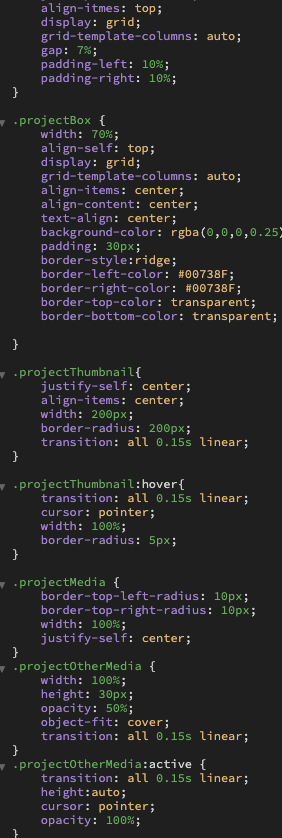 align-itmes: top;
display: grid;
grid-template-columns: auto;
gap: 7%;
padding-left: 10%;
padding-right: 10%;
}
.projectBox {
width: 70%;
align-self: top;
display: grid;
grid-template-columns: auto;
align-items: center;
align-content: center;
text-align: center;
background-color: rgba(0,0,0,0.25)
padding: 30px;
border-style:ridge;
border-left-color: #00738F;
border-right-color: #00738F;
border-top-color: transparent;
border-bottom-color: transparent;
}
.projectThumbnail{
justify-self: center;
align-items: center;
width: 200px;
border-radius: 200px;
transition: all 0.15s linear;
}
.projectThumbnail:hover{
transition: all 0.15s linear;
cursor: pointer;
width: 100%;
border-radius: 5px;
}
.projectMedia {
border-top-left-radius: 10px;
border-top-right-radius: 10px;
width: 100%;
justify-self: center;
}
.projectOtherMedia {
width: 100%;
height: 30px;
opacity: 50%;
object-fit: cover;
transition: all 0.15s linear;
}
.projectOtherMedia:active {
transition: all 0.15s linear;
height:auto;
cursor: pointer;
opacity: 100%;
}